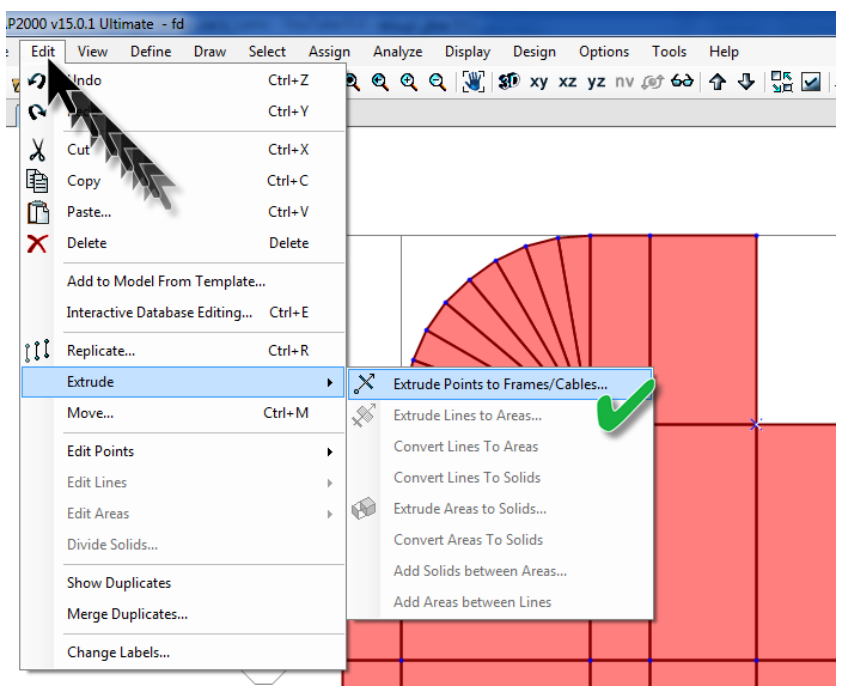 P2000 v15.0.1 Ultimate - fd
Edit View Define Draw Select Assign Analyze Display Design Options Tools Help
Undo Ctrl+Z
xy xz yz nv
Ctrl+Y
Cut Ctrl+X
Copy Ctrl+C
Paste... Ctrl+V
Delete Delete
Add to Model From Template...
Interactive Database Editing... Ctrl+E
Replicate... Ctrl+R
Extrude
Extrude Points to Frames/Cables...
Move... Ctrl+M
Extrude Lines to Areas...
Edit Points
Convert Lines To Areas
Edit Lines
Convert Lines To Solids
Edit Areas
Extrude Areas to Solids...
Divide Solids...
Convert Areas To Solids
Show Duplicates
Add Solids between Areas...
Merge Duplicates...
Add Areas between Lines
Change Labels...